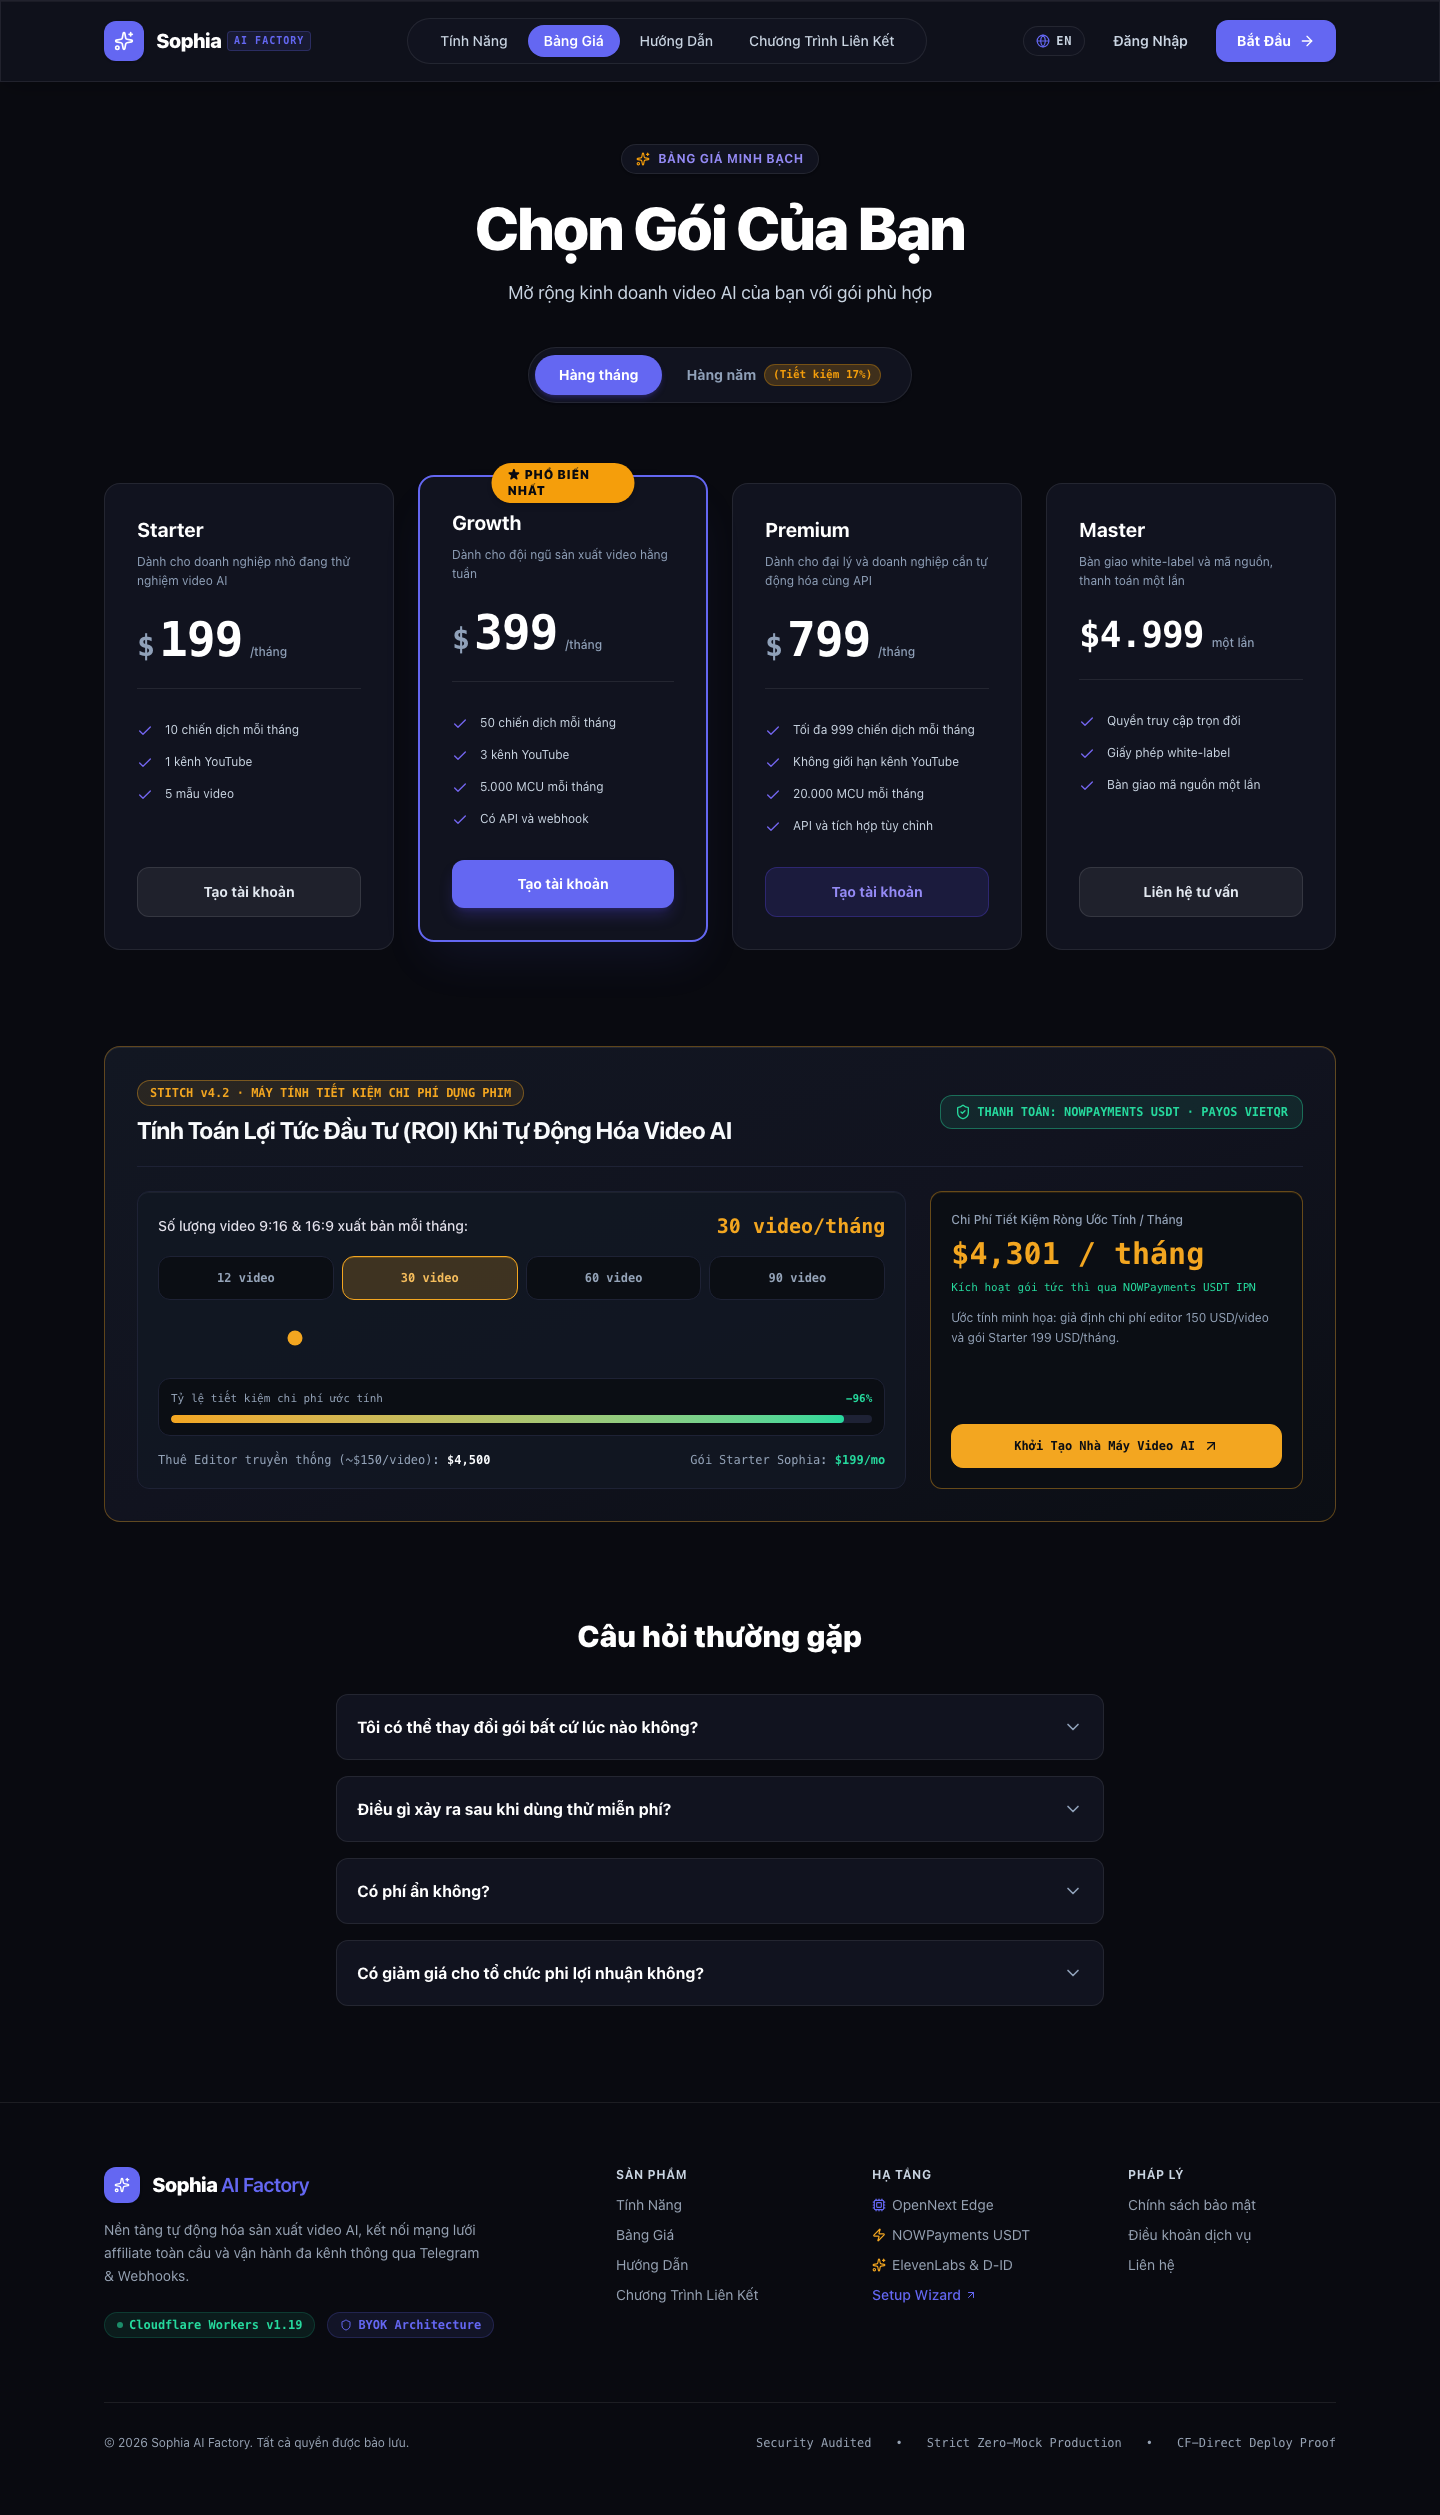 Sophia AI FACTORY
Tính Năng
Bảng Giá
Hướng Dẫn
Chương Trình Liên Kết
EN
Đăng Nhập
Bắt Đầu
BẢNG GIÁ MINH BẠCH
Chọn Gói Của Bạn
Mở rộng kinh doanh video AI của bạn với gói phù hợp
Hàng tháng
Hàng năm (Tiết kiệm 17%)
Starter
Dành cho doanh nghiệp nhỏ đang thử
nghiệm video AI
$199 /tháng
10 chiến dịch mỗi tháng
1 kênh YouTube
5 mẫu video
Tạo tài khoản
★ PHỔ BIẾN
NHẤT
Growth
Dành cho đội ngũ sản xuất video hằng
tuần
$399 /tháng
50 chiến dịch mỗi tháng
3 kênh YouTube
5.000 MCU mỗi tháng
Có API và webhook
Tạo tài khoản
Premium
Dành cho đại lý và doanh nghiệp cần tự
động hóa cùng API
$799 /tháng
Tối đa 999 chiến dịch mỗi tháng
Không giới hạn kênh YouTube
20.000 MCU mỗi tháng
API và tích hợp tùy chỉnh
Tạo tài khoản
Master
Bàn giao white-label và mã nguồn,
thanh toán một lần
$4.999 một lần
Quyền truy cập trọn đời
Giấy phép white-label
Bàn giao mã nguồn một lần
Liên hệ tư vấn
STITCH v4.2 · MÁY TÍNH TIẾT KIỆM CHI PHÍ DỰNG PHIM
Tính Toán Lợi Tức Đầu Tư (ROI) Khi Tự Động Hóa Video AI
THANH TOÁN: NOWPAYMENTS USDT · PAYOS VIETQR
Số lượng video 9:16 & 16:9 xuất bản mỗi tháng:
30 video/tháng
12 video
30 video
60 video
90 video
Tỷ lệ tiết kiệm chi phí ước tính
-96%
Thuê Editor truyền thống (~$150/video): $4,500
Gói Starter Sophia: $199/mo
Chi Phí Tiết Kiệm Ròng Ước Tính / Tháng
$4,301 / tháng
Kích hoạt gói tức thì qua NOWPayments USDT IPN
Ước tính minh họa: giả định chi phí editor 150 USD/video
và gói Starter 199 USD/tháng.
Khởi Tạo Nhà Máy Video AI
Câu hỏi thường gặp
Tôi có thể thay đổi gói bất cứ lúc nào không?
Điều gì xảy ra sau khi dùng thử miễn phí?
Có phí ẩn không?
Có giảm giá cho tổ chức phi lợi nhuận không?
Sophia AI Factory
Nền tảng tự động hóa sản xuất video AI, kết nối mạng lưới
affiliate toàn cầu và vận hành đa kênh thông qua Telegram
& Webhooks.
Cloudflare Workers v1.19
BYOK Architecture
SẢN PHẨM
Tính Năng
Bảng Giá
Hướng Dẫn
Chương Trình Liên Kết
HẠ TẦNG
OpenNext Edge
NOWPayments USDT
ElevenLabs & D-ID
Setup Wizard
PHÁP LÝ
Chính sách bảo mật
Điều khoản dịch vụ
Liên hệ
© 2026 Sophia AI Factory. Tất cả quyền được bảo lưu.
Security Audited • Strict Zero-Mock Production • CF-Direct Deploy Proof